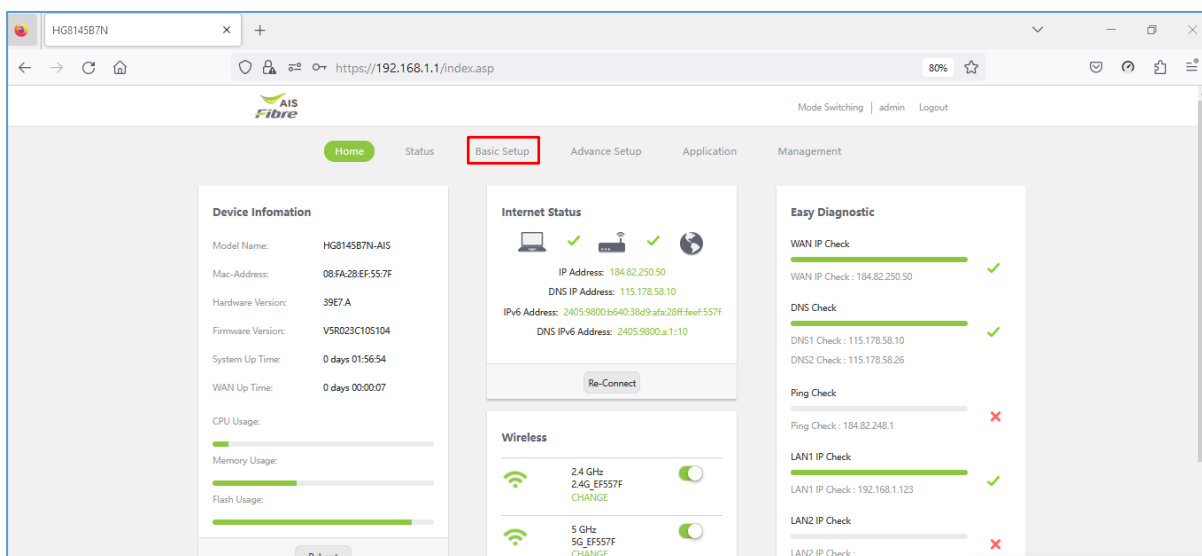 HG8145B7N
https://192.168.1.1/index.asp
80%
AIS
Fibre
Mode Switching | admin Logout
Home Status Basic Setup Advance Setup Application Management
Device Infomation
Model Name: HG8145B7N-AIS
Mac-Address: 08:FA:28:EF:55:7F
Hardware Version: 39E7.A
Firmware Version: V5R023C10S104
System Up Time: 0 days 01:56:54
WAN Up Time: 0 days 00:00:07
CPU Usage:
Memory Usage:
Flash Usage:
Internet Status
IP Address: 184.82.250.50
DNS IP Address: 115.178.58.10
IPv6 Address: 2405:9800:b640:38d9:afa:28ff:feef:557f
DNS IPv6 Address: 2405:9800:a:1::10
Re-Connect
Wireless
2.4 GHz
2.4G_EF557F
CHANGE
5 GHz
5G_EF557F
CHANGE
Easy Diagnostic
WAN IP Check
WAN IP Check : 184.82.250.50
DNS Check
DNS1 Check : 115.178.58.10
DNS2 Check : 115.178.58.26
Ping Check
Ping Check : 184.82.248.1
LAN1 IP Check
LAN1 IP Check : 192.168.1.123
LAN2 IP Check
LAN2 IP Check :